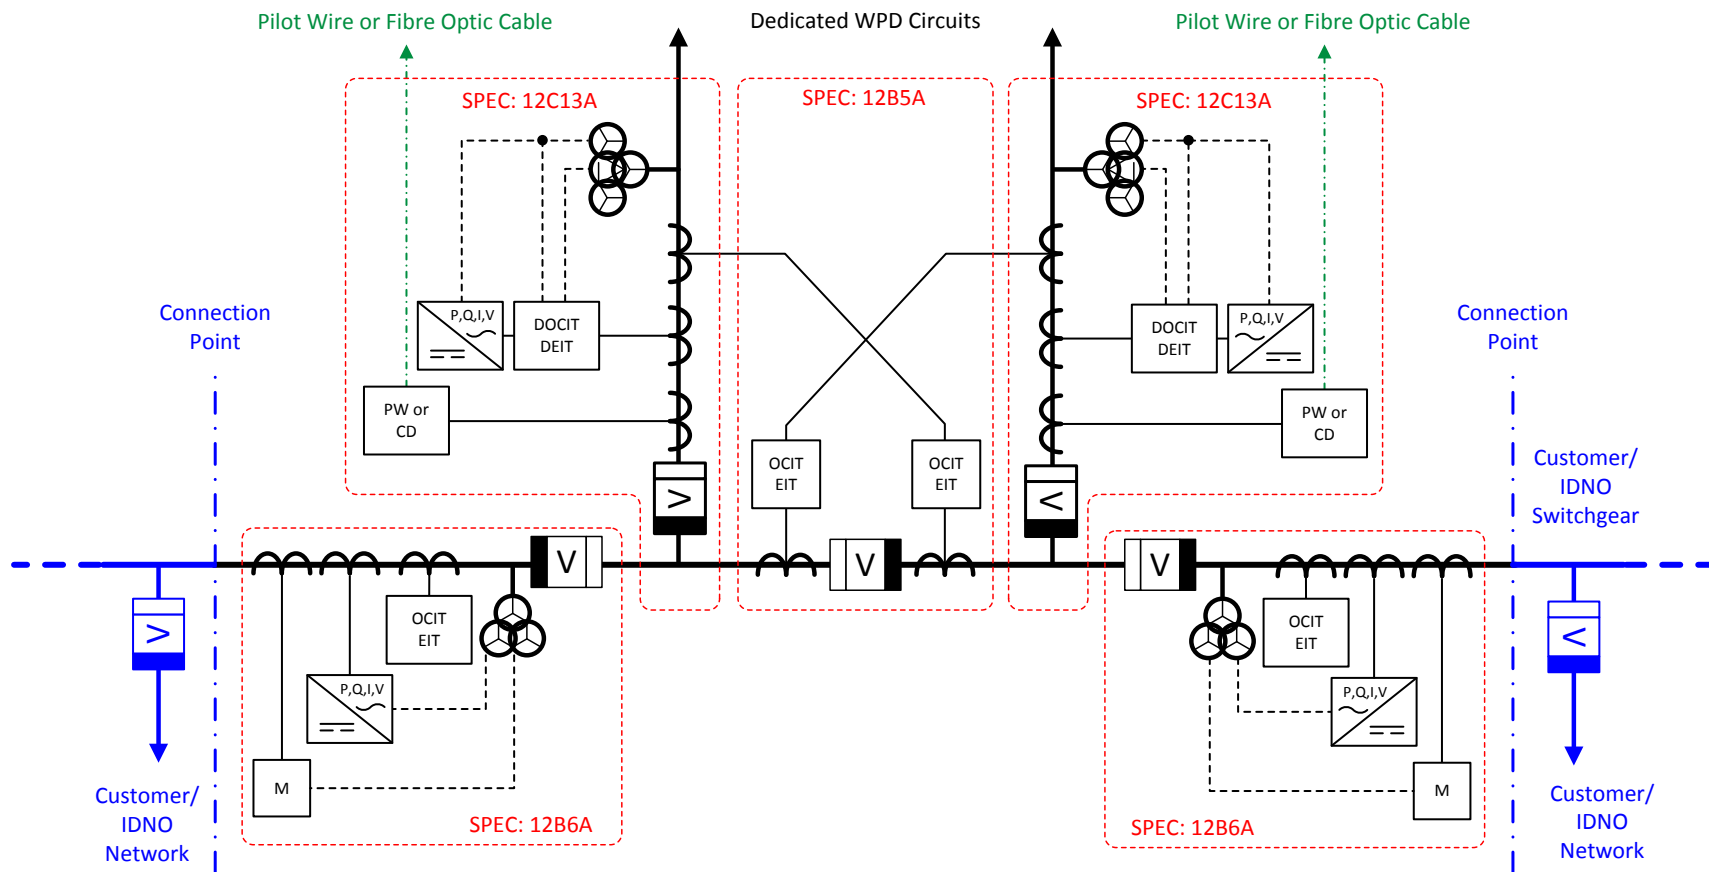 Pilot Wire or Fibre Optic Cable
Dedicated WPD Circuits
Pilot Wire or Fibre Optic Cable
SPEC: 12C13A
SPEC: 12B5A
SPEC: 12C13A
P,Q,I,V
DOCIT
DEIT
DOCIT
DEIT
P,Q,I,V
Connection
Point
Connection
Point
PW or
CD
PW or
CD
OCIT
EIT
OCIT
EIT
Customer/
IDNO
Switchgear
V
V
V
V
V
V
V
OCIT
EIT
OCIT
EIT
P,Q,I,V
P,Q,I,V
M
M
Customer/
IDNO
Network
SPEC: 12B6A
SPEC: 12B6A
Customer/
IDNO
Network